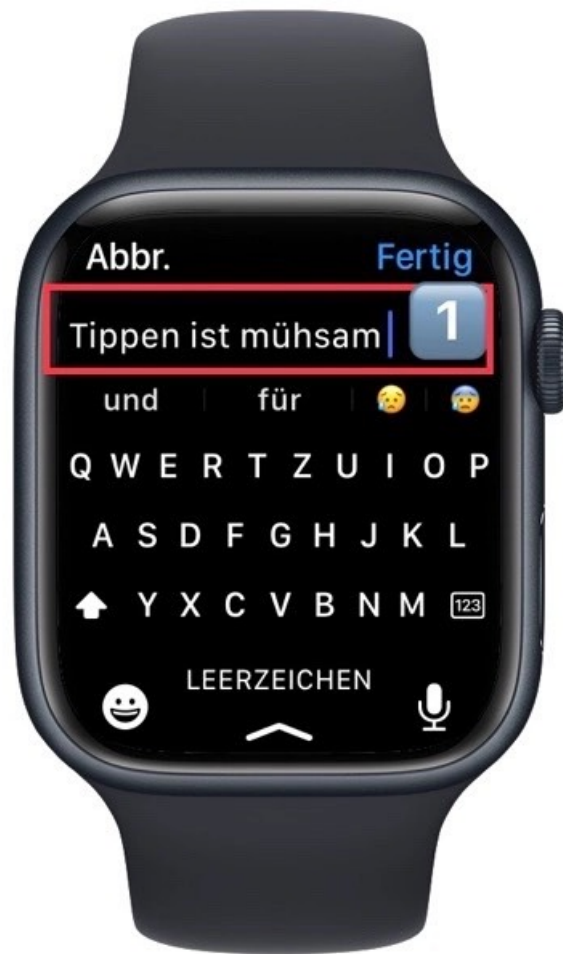 Abbr. Fertig
Tippen ist mühsam 1
und für 😥 😰
Q W E R T Z U I O P
A S D F G H J K L
Y X C V B N M 123
LEERZEICHEN